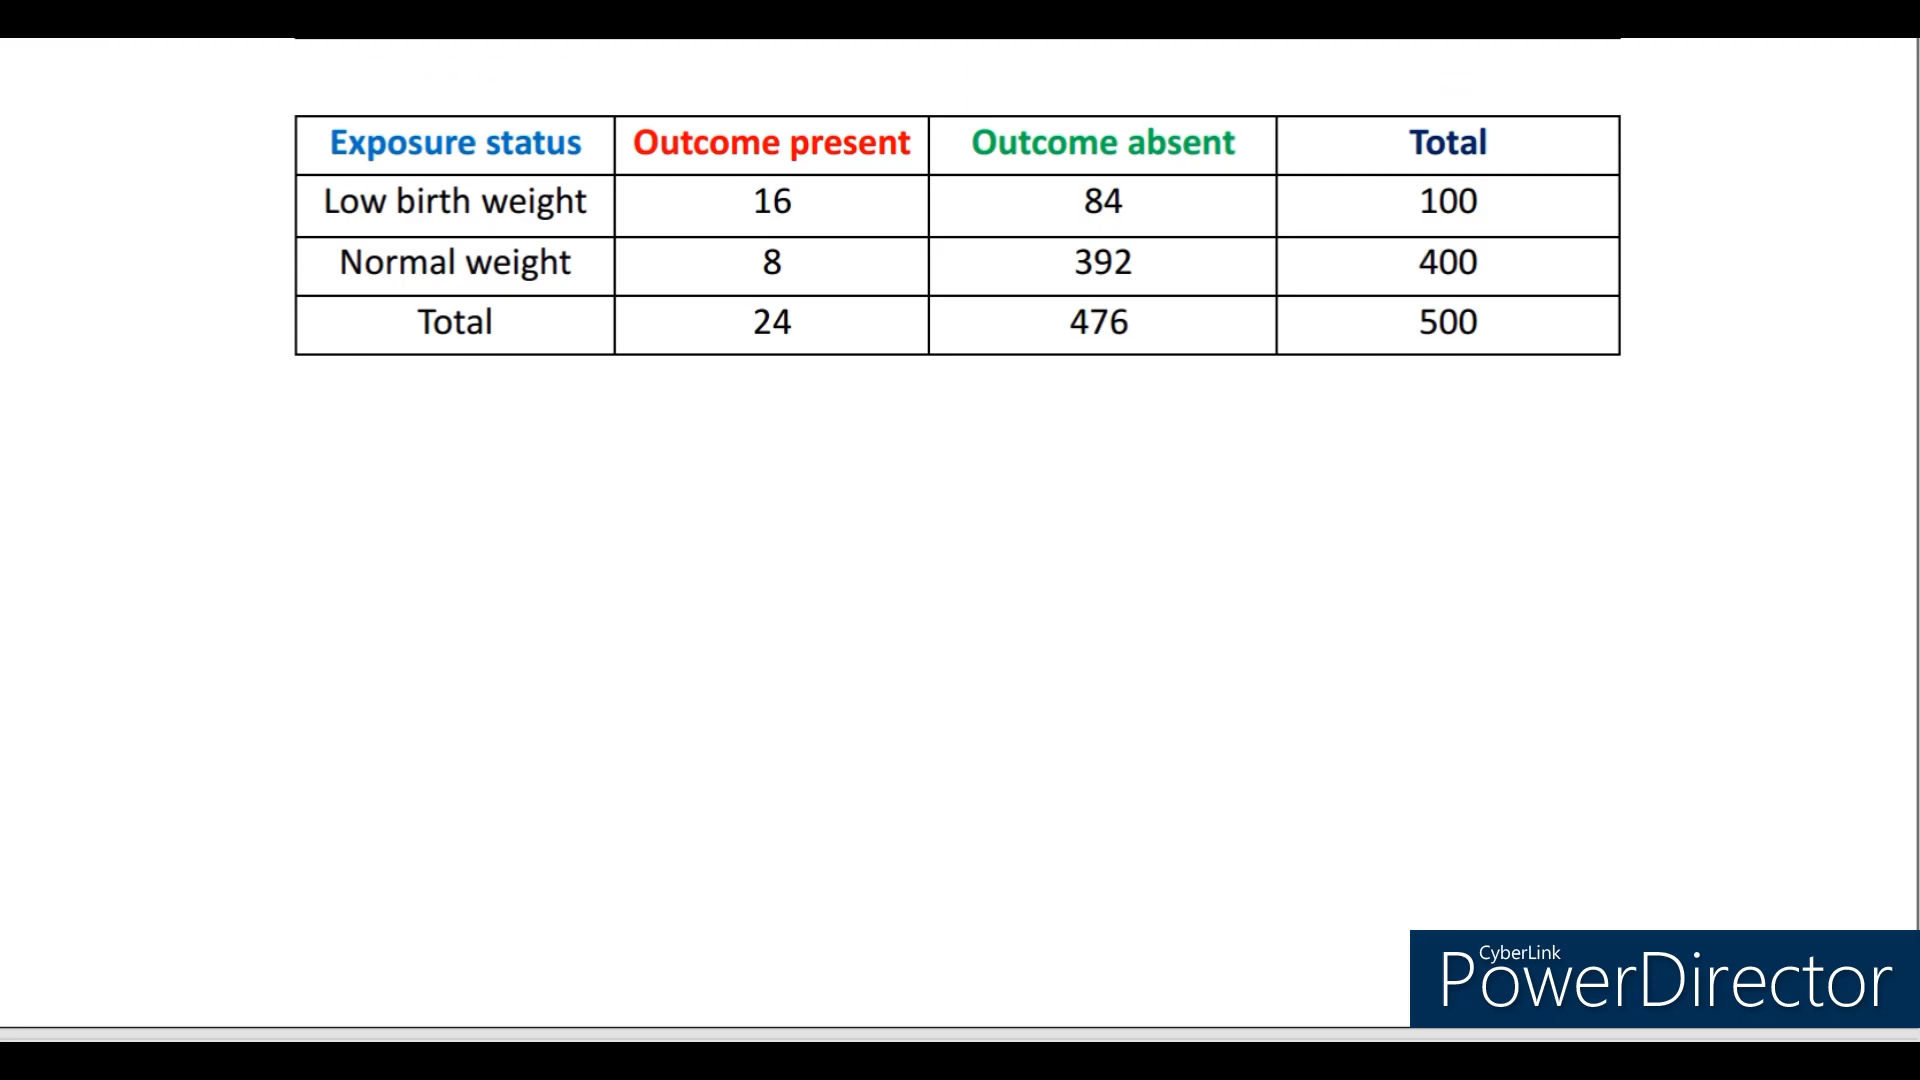 Exposure status Outcome present Outcome absent Total
Low birth weight 16 84 100
Normal weight 8 392 400
Total 24 476 500
CyberLink
PowerDirector